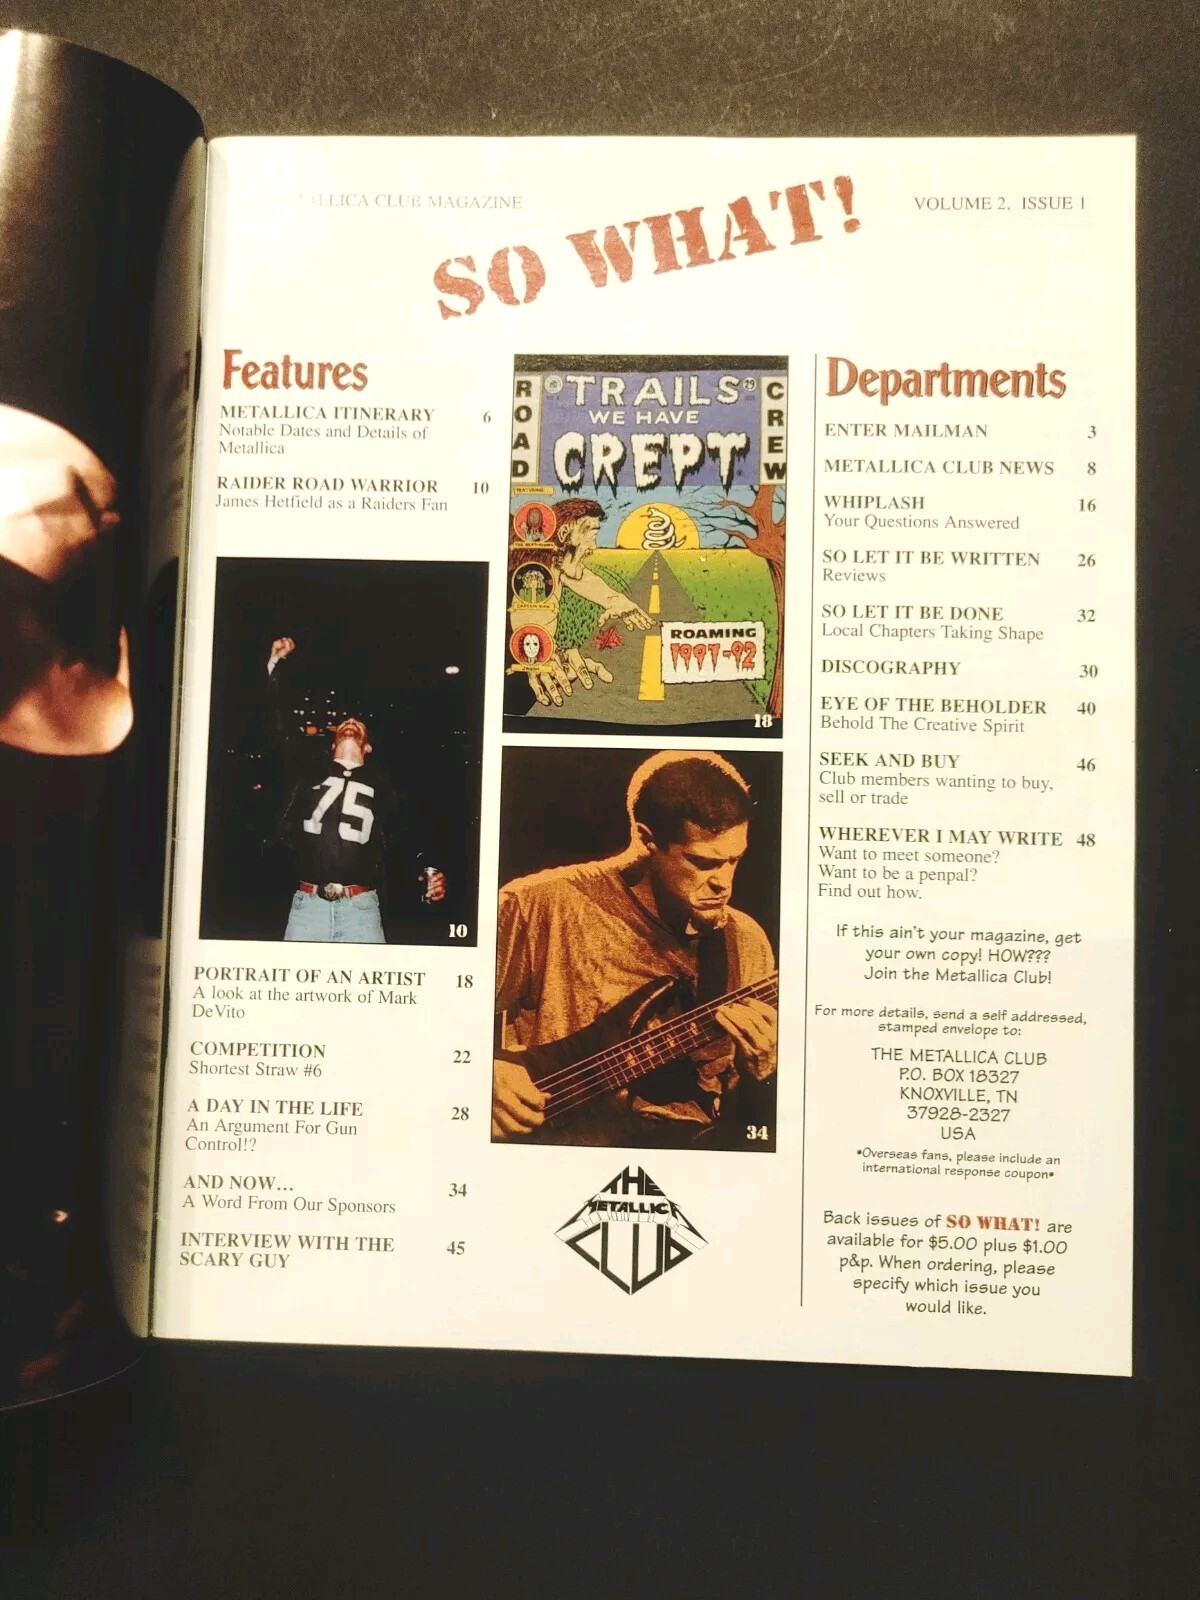 METALLICA CLUB MAGAZINE
VOLUME 2, ISSUE 1
SO WHAT!
Features
METALLICA ITINERARY 6
Notable Dates and Details of
Metallica
RAIDER ROAD WARRIOR 10
James Hetfield as a Raiders Fan
75
10
PORTRAIT OF AN ARTIST 18
A look at the artwork of Mark
DeVito
COMPETITION 22
Shortest Straw #6
A DAY IN THE LIFE 28
An Argument For Gun
Control!?
AND NOW... 34
A Word From Our Sponsors
INTERVIEW WITH THE 45
SCARY GUY
ROAD
CREW
TRAILS
29
WE HAVE
CREPT
FEATURING
ROAMING
1991-92
18
34
THE
METALLICA
CLUB
Departments
ENTER MAILMAN 3
METALLICA CLUB NEWS 8
WHIPLASH 16
Your Questions Answered
SO LET IT BE WRITTEN 26
Reviews
SO LET IT BE DONE 32
Local Chapters Taking Shape
DISCOGRAPHY 30
EYE OF THE BEHOLDER 40
Behold The Creative Spirit
SEEK AND BUY 46
Club members wanting to buy,
sell or trade
WHEREVER I MAY WRITE 48
Want to meet someone?
Want to be a penpal?
Find out how.
If this ain't your magazine, get
your own copy! HOW???
Join the Metallica Club!
For more details, send a self addressed,
stamped envelope to:
THE METALLICA CLUB
P.O. BOX 18327
KNOXVILLE, TN
37928-2327
USA
*Overseas fans, please include an
international response coupon*
Back issues of SO WHAT! are
available for $5.00 plus $1.00
p&p. When ordering, please
specify which issue you
would like.